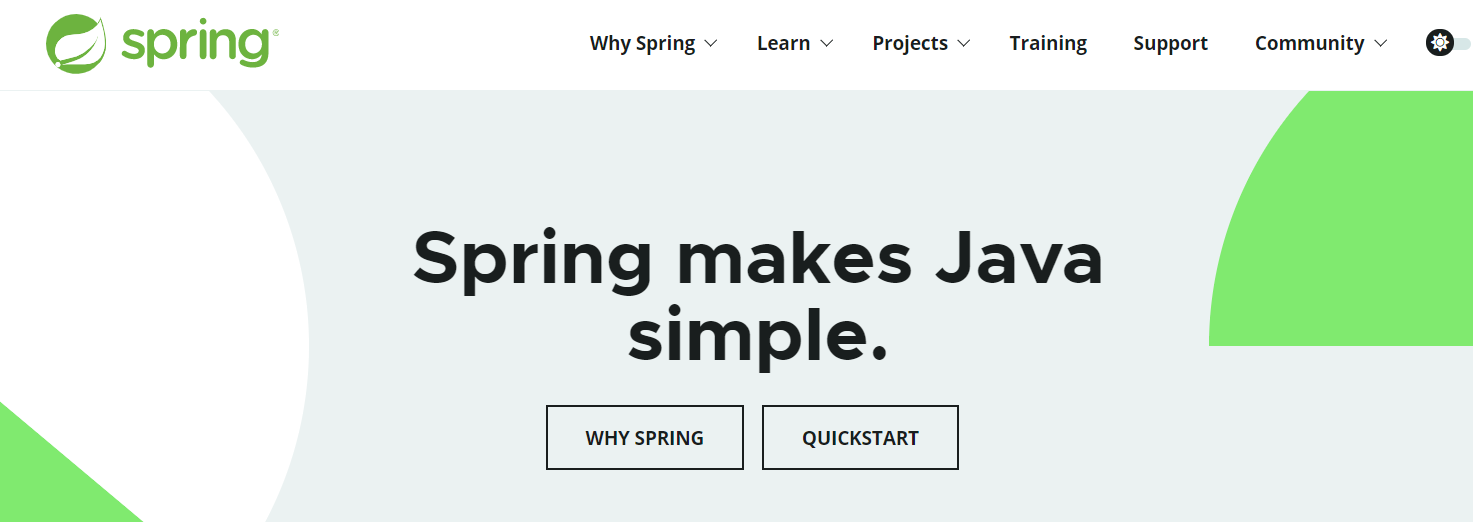 spring®
Why Spring
Learn
Projects
Training
Support
Community
Spring makes Java
simple.
WHY SPRING
QUICKSTART